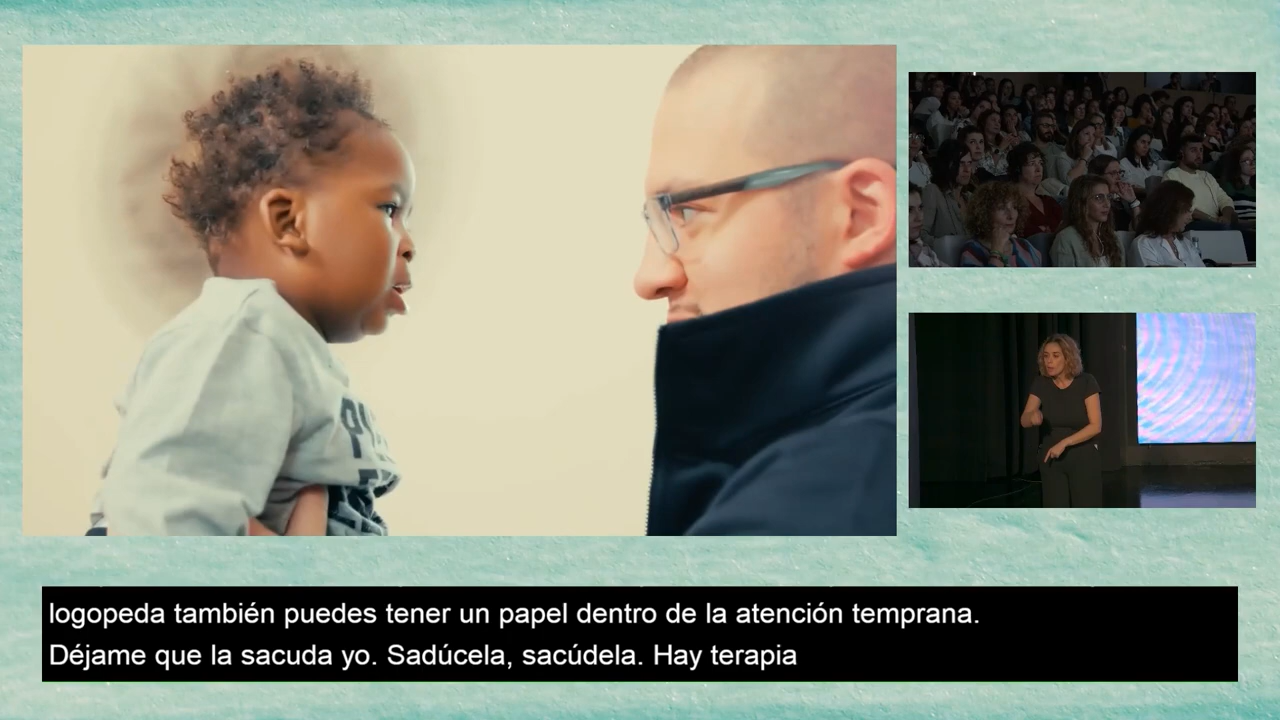 logopeda también puedes tener un papel dentro de la atención temprana.
Déjame que la sacuda yo. Sadúcela, sacúdela. Hay terapia